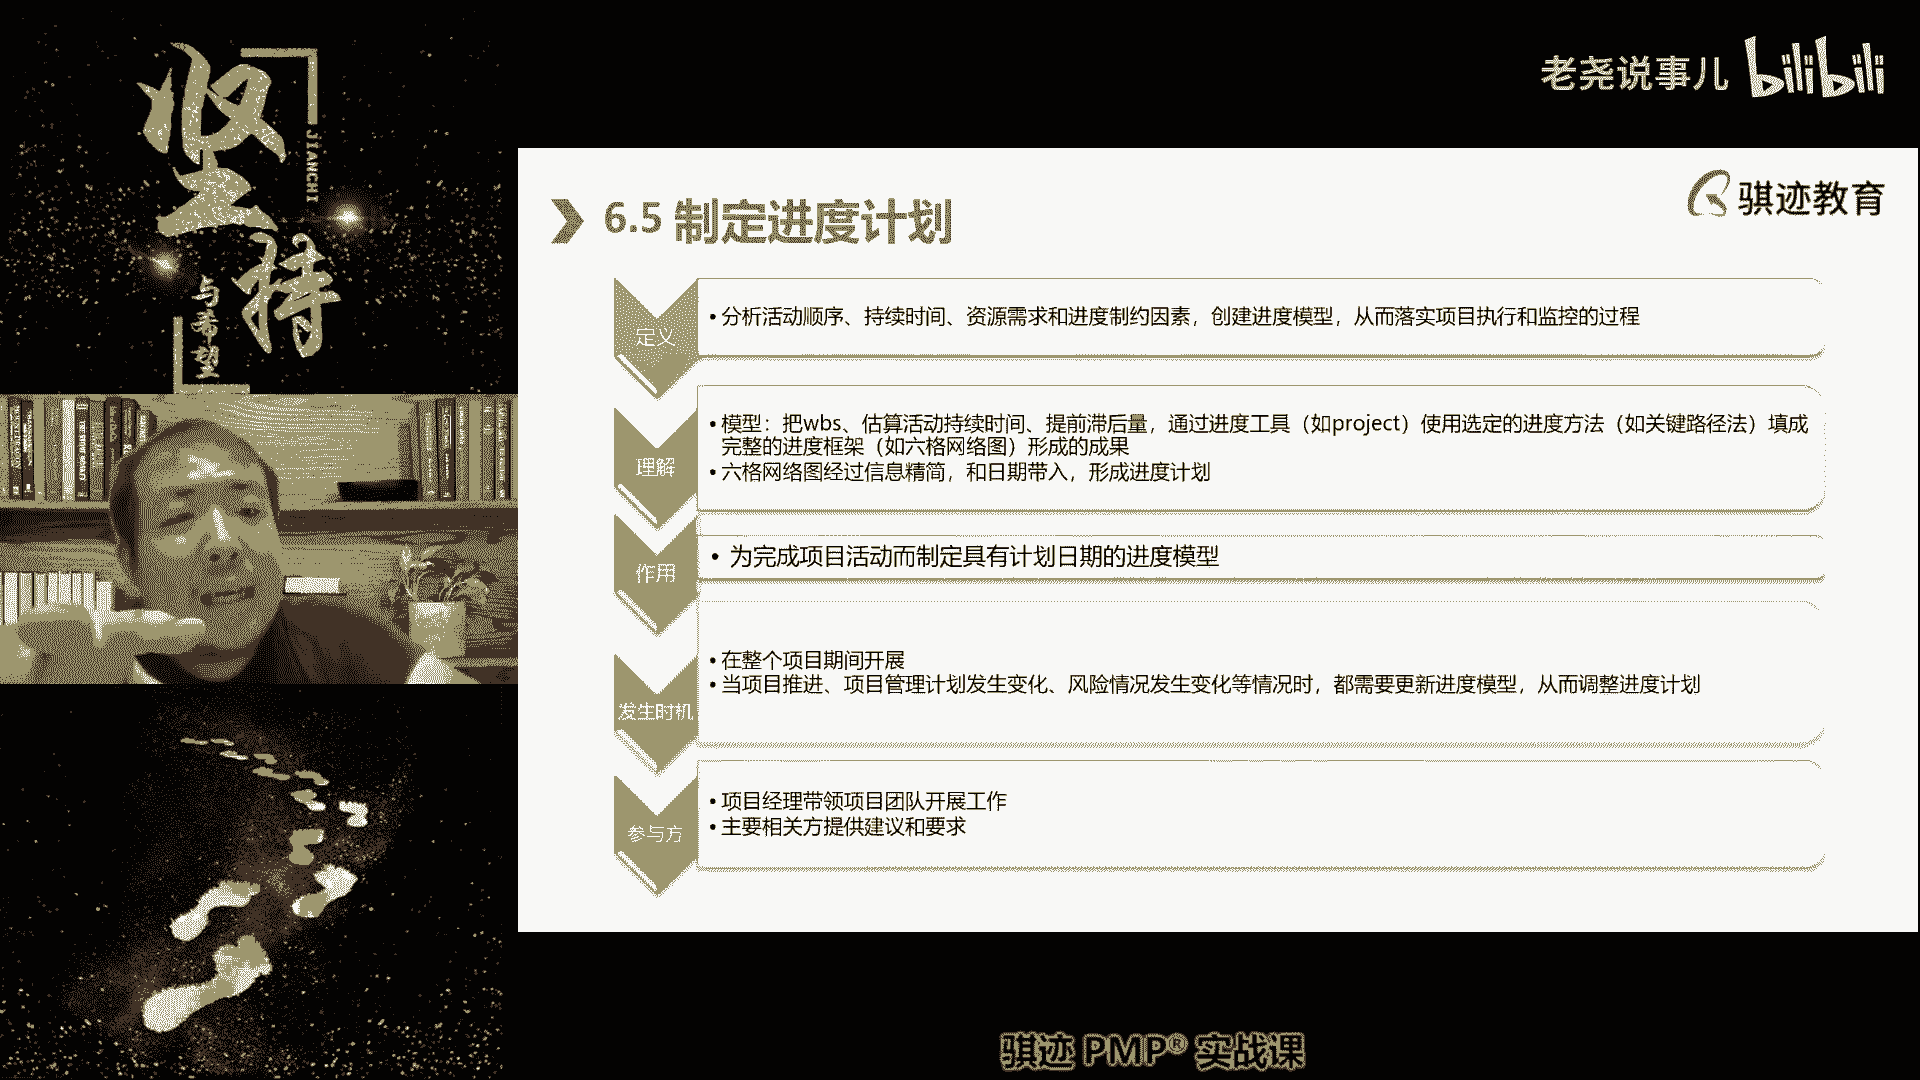 坚持
JIANCHI
与希望
老尧说事儿 bilibili
骐迹教育
6.5 制定进度计划
定义
• 分析活动顺序、持续时间、资源需求和进度制约因素，创建进度模型，从而落实项目执行和监控的过程
理解
• 模型：把wbs、估算活动持续时间、提前滞后量，通过进度工具（如project）使用选定的进度方法（如关键路径法）填成
完整的进度框架（如六格网络图）形成的成果
• 六格网络图经过信息精简，和日期带入，形成进度计划
作用
• 为完成项目活动而制定具有计划日期的进度模型
发生时机
• 在整个项目期间开展
• 当项目推进、项目管理计划发生变化、风险情况发生变化等情况时，都需要更新进度模型，从而调整进度计划
参与方
• 项目经理带领项目团队开展工作
• 主要相关方提供建议和要求
骐迹 PMP® 实战课